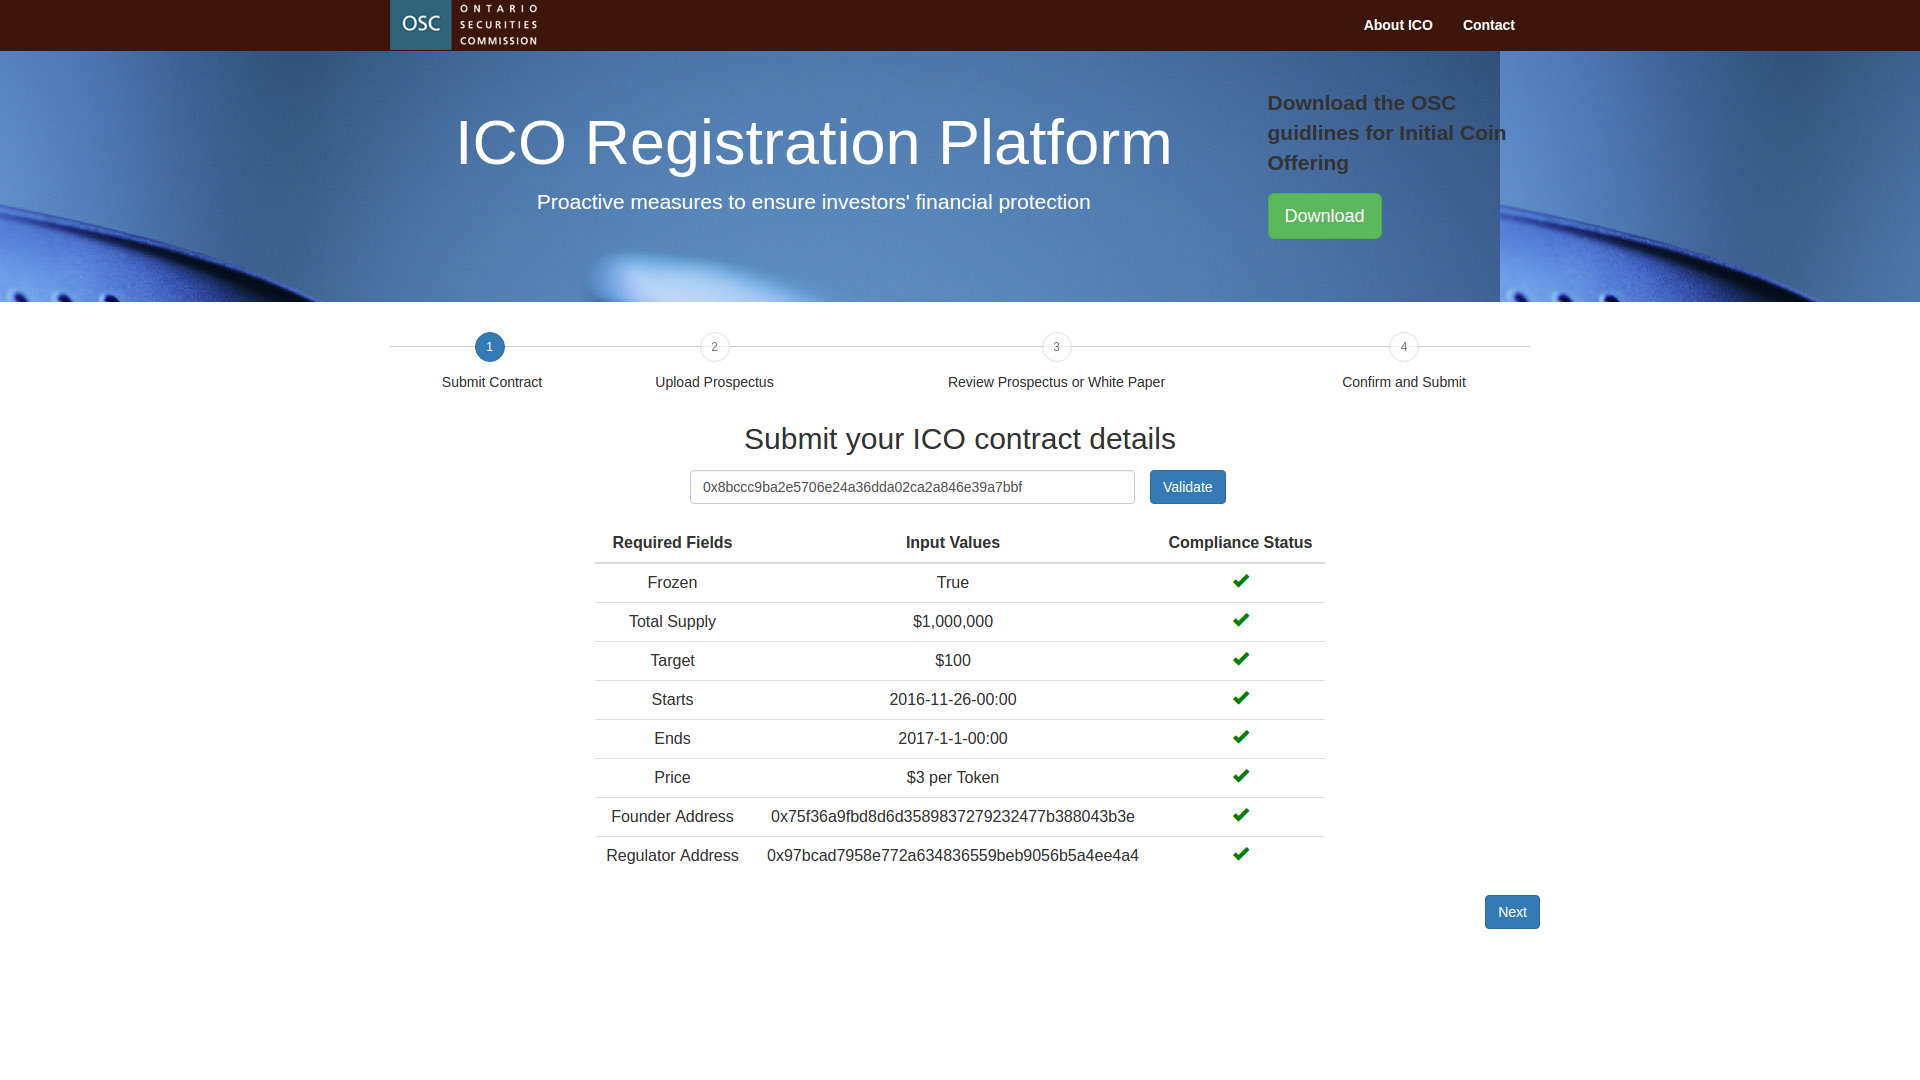 OSC
ONTARIO
SECURITIES
COMMISSION
About ICO
Contact
ICO Registration Platform
Proactive measures to ensure investors' financial protection
Download the OSC
guidlines for Initial Coin
Offering
Download
1
2
3
4
Submit Contract
Upload Prospectus
Review Prospectus or White Paper
Confirm and Submit
Submit your ICO contract details
0x8bccc9ba2e5706e24a36dda02ca2a846e39a7bbf
Validate
Required Fields Input Values Compliance Status
Frozen True
Total Supply $1,000,000
Target $100
Starts 2016-11-26-00:00
Ends 2017-1-1-00:00
Price $3 per Token
Founder Address 0x75f36a9fbd8d6d3589837279232477b388043b3e
Regulator Address 0x97bcad7958e772a634836559beb9056b5a4ee4a4
Next